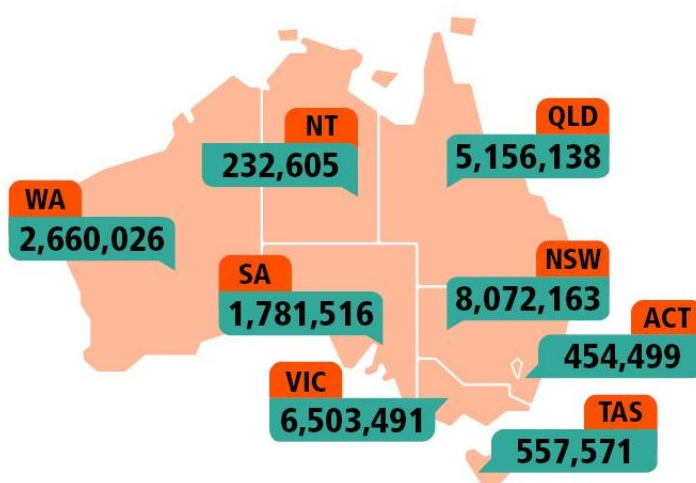 NT
232,605
QLD
5,156,138
WA
2,660,026
SA
1,781,516
NSW
8,072,163
ACT
454,499
VIC
6,503,491
TAS
557,571